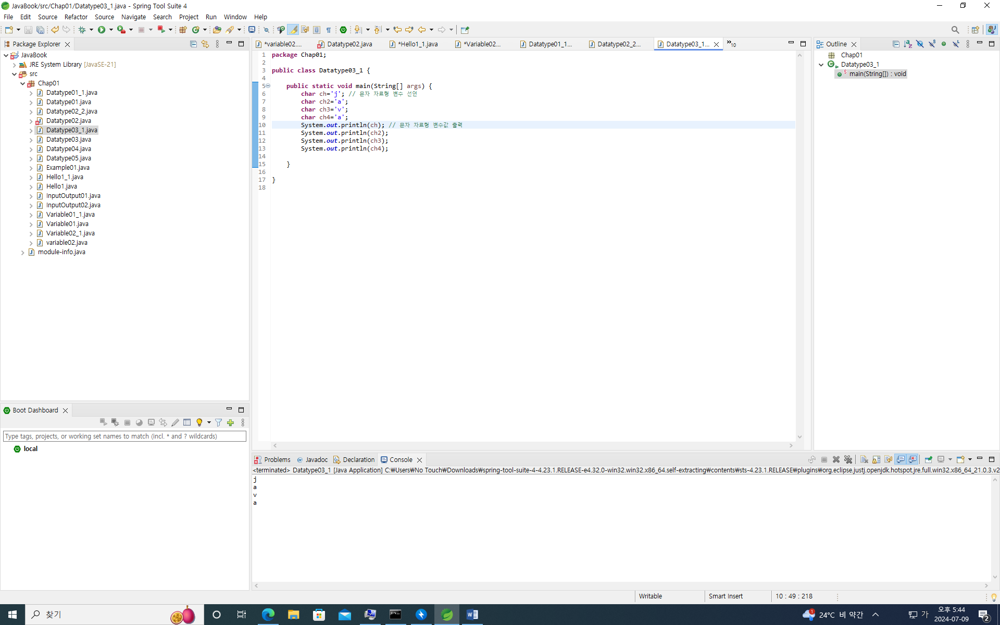 JavaBook/src/Chap01/Datatype03_1.java - Spring Tool Suite 4
File Edit Source Refactor Source Navigate Search Project Run Window Help
Package Explorer
JavaBook
JRE System Library [JavaSE-21]
src
Chap01
Datatype01_1.java
Datatype01.java
Datatype02_2.java
Datatype02.java
Datatype03_1.java
Datatype03.java
Datatype04.java
Datatype05.java
Example01.java
Hello1_1.java
Hello1.java
InputOutput01.java
InputOutput02.java
Variable01_1.java
Variable01.java
Variable02_1.java
variable02.java
module-info.java
*variable02.... Datatype02.java *Hello1_1.java *Variable02... Datatype01_1... Datatype02_2... Datatype03_1... »10
1 package Chap01;
2
3 public class Datatype03_1 {
4
5 public static void main(String[] args) {
6 char ch='j'; // 문자 자료형 변수 선언
7 char ch2='a';
8 char ch3='v';
9 char ch4='a';
10 System.out.println(ch); // 문자 자료형 변수값 출력
11 System.out.println(ch2);
12 System.out.println(ch3);
13 System.out.println(ch4);
14
15 }
16
17 }
18
Outline
Chap01
Datatype03_1
main(String[]) : void
Boot Dashboard
Type tags, projects, or working set names to match (incl. * and ? wildcards)
local
Problems Javadoc Declaration Console
<terminated> Datatype03_1 [Java Application] C:₩Users₩No Touch₩Downloads₩spring-tool-suite-4-4.23.1.RELEASE-e4.32.0-win32.win32.x86_64.self-extracting₩contents₩sts-4.23.1.RELEASE₩plugins₩org.eclipse.justj.openjdk.hotspot.jre.full.win32.x86_64_21.0.3.v2
j
a
v
a
Writable Smart Insert 10 : 49 : 218
찾기
24°C 비 약간
가
오후 5:44
2024-07-09
2